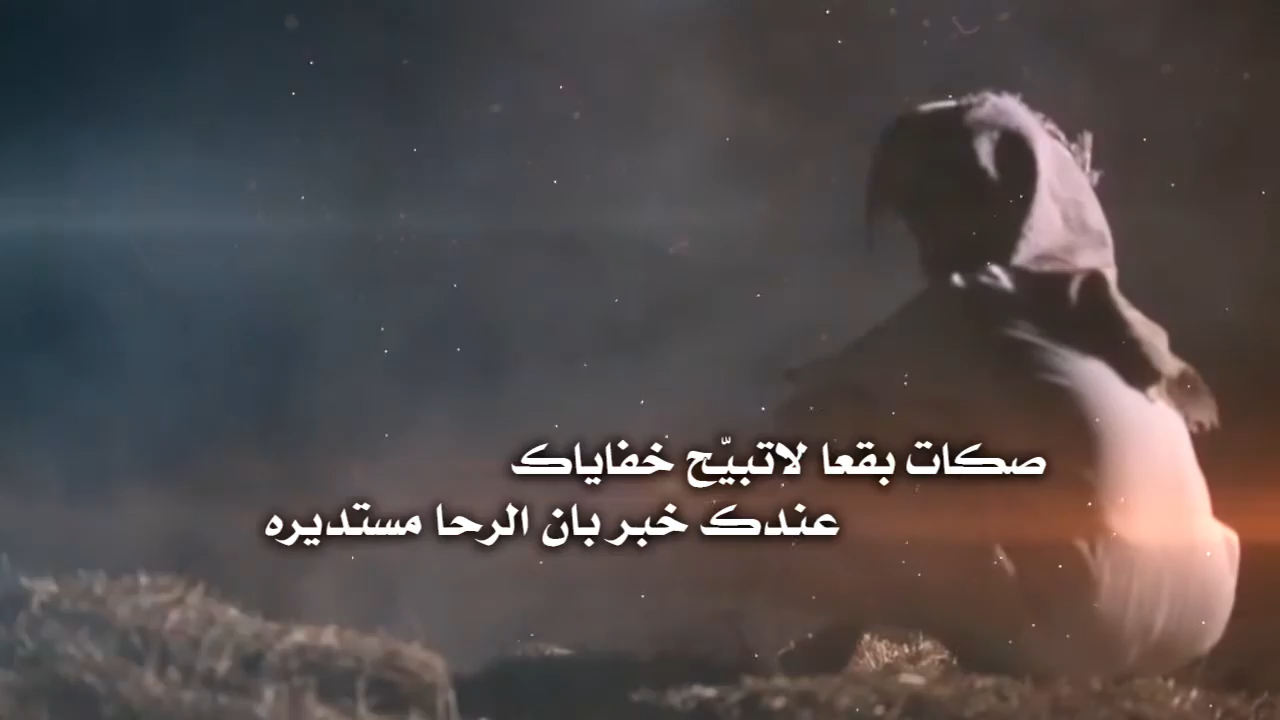 صكات بقعا لاتبيّح خفاياك
عندك خبر بان الرحا مستديره